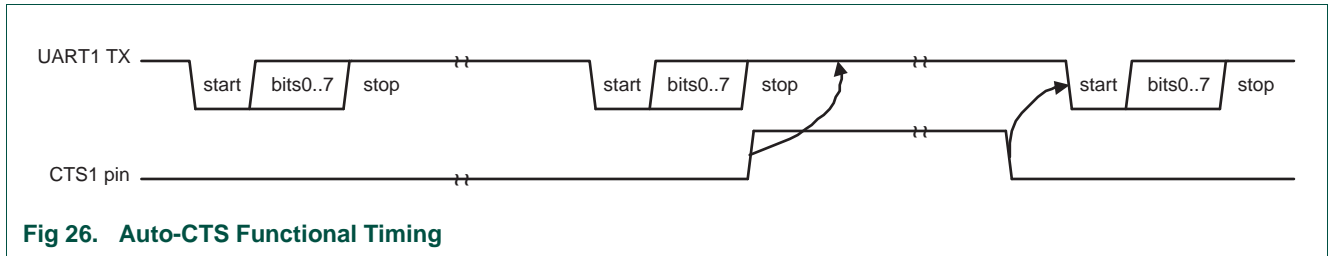 UART1 TX
start bits0..7 stop start bits0..7 stop start bits0..7 stop
CTS1 pin
Fig 26. Auto-CTS Functional Timing